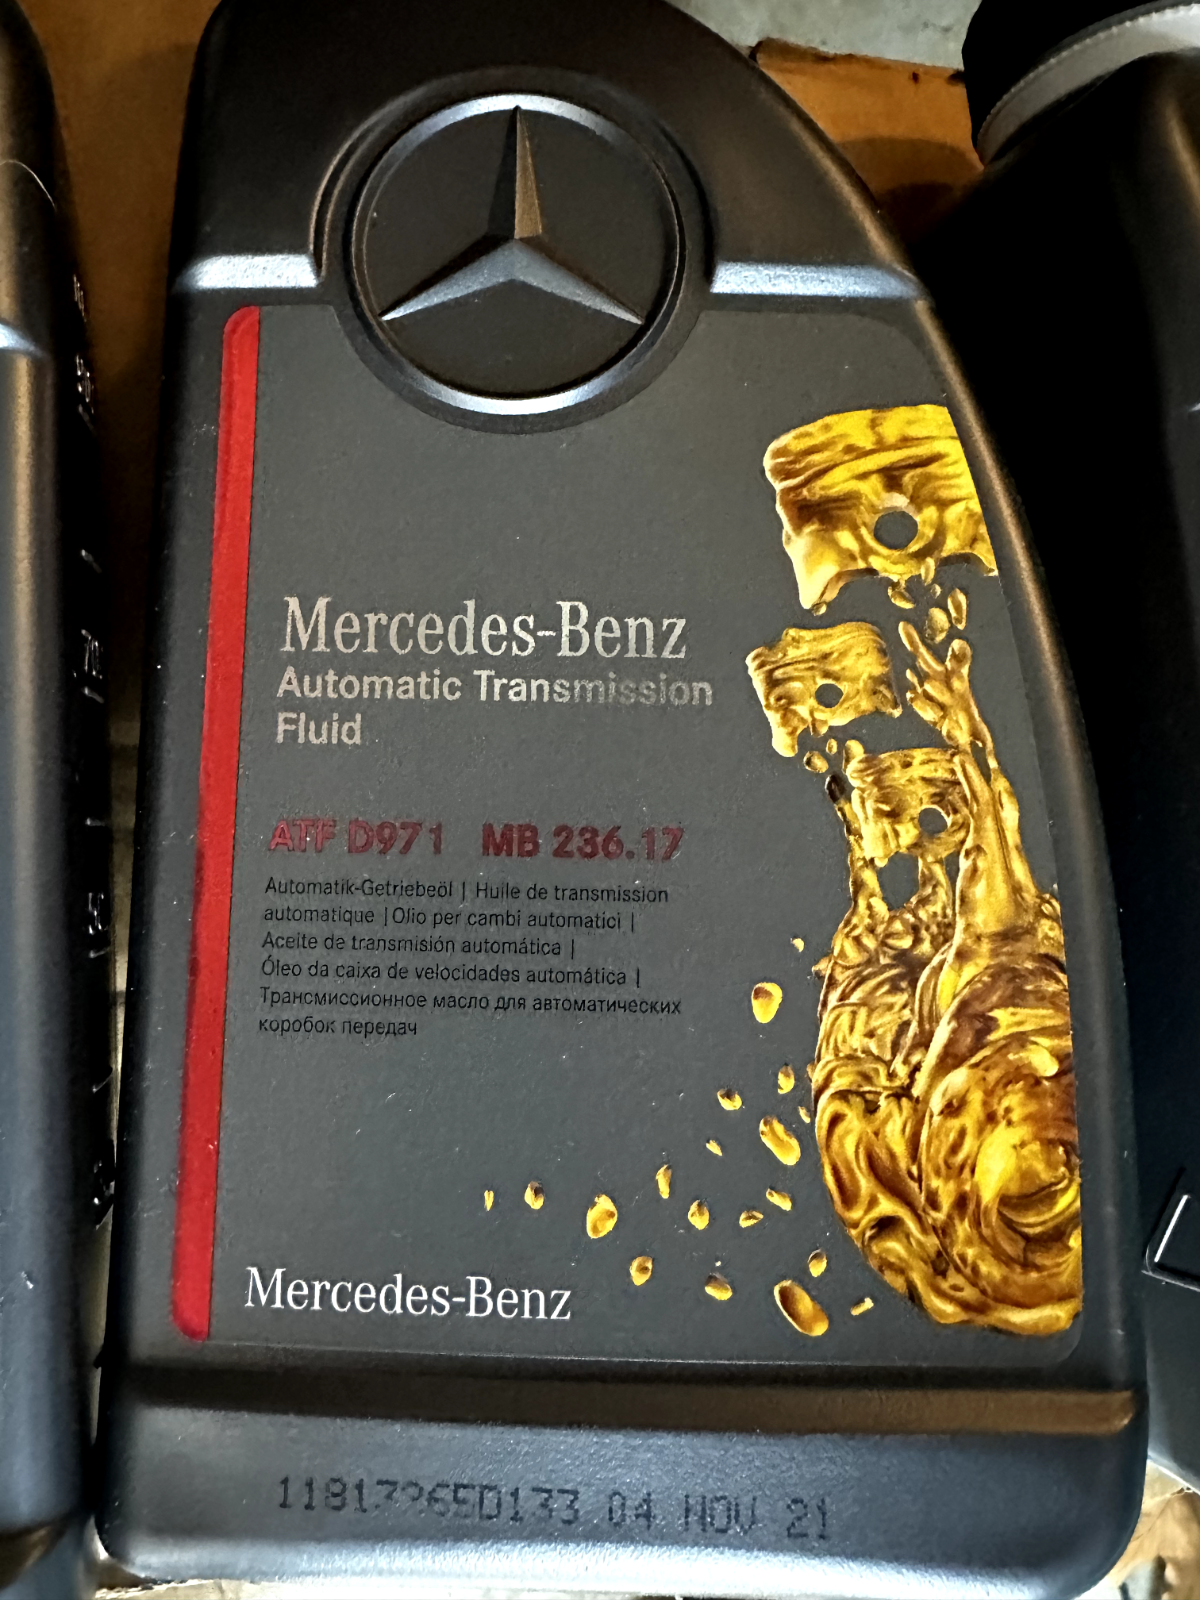 Mercedes-Benz
Automatic Transmission
Fluid
ATF D971 MB 236.17
Automatik-Getriebeöl | Huile de transmission
automatique | Olio per cambi automatici |
Aceite de transmisión automática |
Óleo da caixa de velocidades automática |
Трансмиссионное масло для автоматических
коробок передач
Mercedes-Benz
04 NOV 21